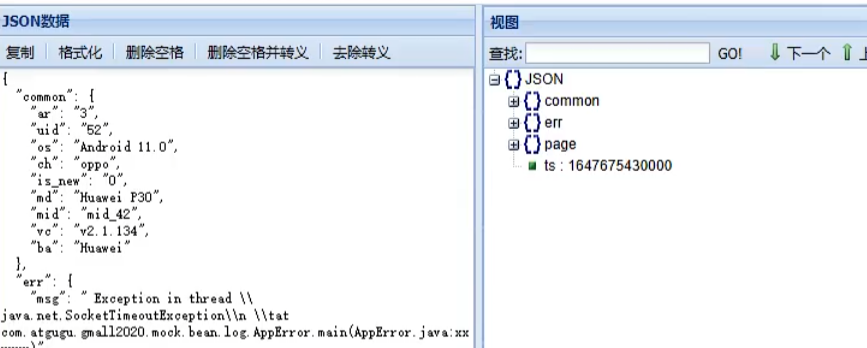 JSON数据
复制 格式化 删除空格 删除空格并转义 去除转义
{
"common": {
"ar": "3",
"uid": "52",
"os": "Android 11.0",
"ch": "oppo",
"is_new": "0",
"md": "Huawei P30",
"mid": "mid_42",
"vc": "v2.1.134",
"ba": "Huawei"
},
"err": {
"msg": " Exception in thread \\
java.net.SocketTimeoutException\\n \\tat
com.atgugu.gmall2020.mock.bean.log.AppError.main(AppError.java:xx
视图
查找: GO! 下一个 上
JSON
common
err
page
ts : 1647675430000